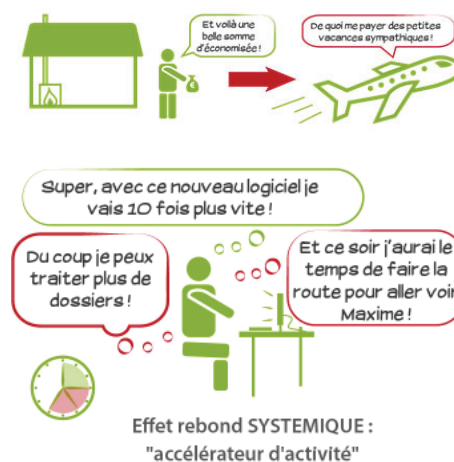 Et voilà une
belle somme
d'économisée !
De quoi me payer des petites
vacances sympathiques !
€
Super, avec ce nouveau logiciel je
vais 10 fois plus vite !
Du coup je peux
traiter plus de
dossiers !
Et ce soir j'aurai le
temps de faire la
route pour aller voir
Maxime !
Effet rebond SYSTEMIQUE :
"accélérateur d'activité"